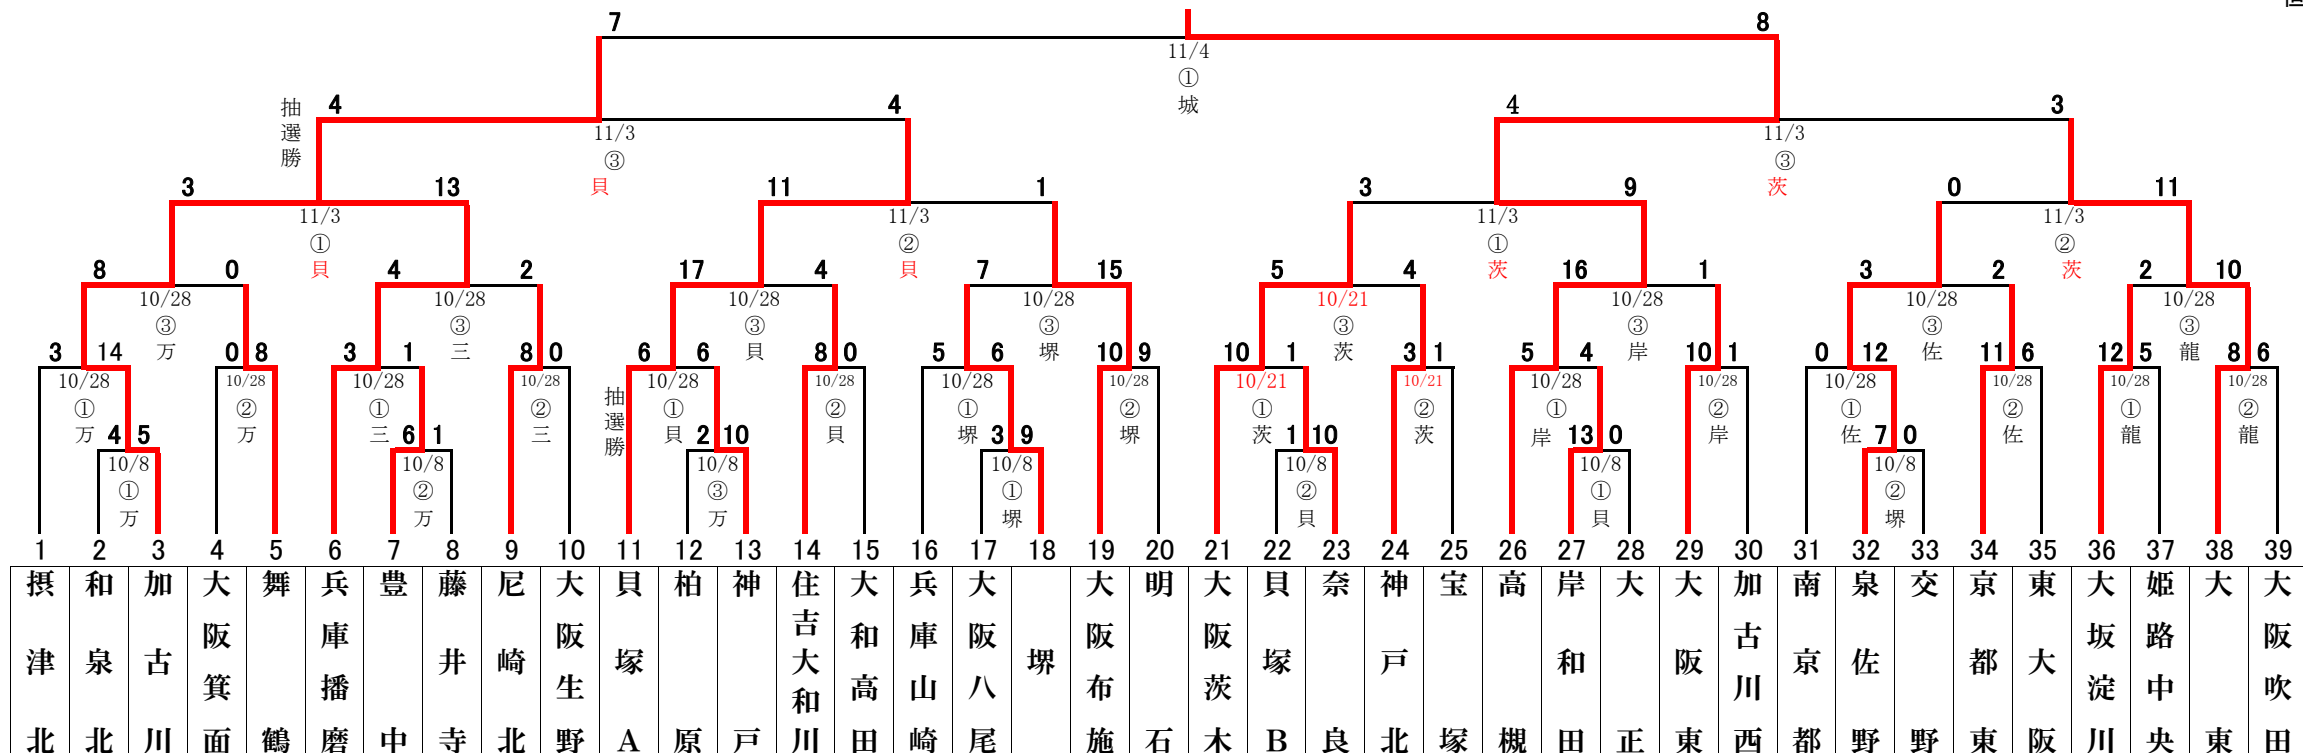 7 8
11/4
①
城
抽選勝 4 4 4 3
11/3 11/3
③ ③
貝 茨
3 13 11 1 3 9 0 11
11/3 11/3 11/3 11/3
① ② ① ②
貝 貝 茨 茨
8 0 4 2 17 4 7 15 5 4 16 1 3 2 2 10
10/28 10/28 10/28 10/28 10/21 10/28 10/28 10/28
③ ③ ③ ③ ③ ③ ③ ③
万 三 貝 堺 茨 岸 佐 龍
3 14 0 8 3 1 8 0 6 6 8 0 5 6 10 9 10 1 3 1 5 4 10 1 0 12 11 6 12 5 8 6
10/28 10/28 10/28 10/28 10/28 10/28 10/28 10/28 10/21 10/21 10/28 10/28 10/28 10/28 10/28 10/28
抽選勝
① ② ① ② ① ② ① ② ① ② ① ② ① ② ① ②
万 万 三 三 貝 貝 堺 堺 茨 茨 岸 岸 佐 佐 龍 龍
4 5 6 1 2 10 3 9 1 10 13 0 7 0
10/8 10/8 10/8 10/8 10/8 10/8 10/8
① ② ③ ① ② ① ②
万 万 万 堺 貝 貝 堺
1 2 3 4 5 6 7 8 9 10 11 12 13 14 15 16 17 18 19 20 21 22 23 24 25 26 27 28 29 30 31 32 33 34 35 36 37 38 39
摂津北
和泉北
加古川
大阪箕面
舞鶴
兵庫播磨
豊中
藤井寺
尼崎北
大阪生野
貝塚A
柏原
神戸
住吉大和川
大和高田
兵庫山崎
大阪八尾
堺
大阪布施
明石
大阪茨木
貝塚B
奈良
神戸北
宝塚
高槻
岸和田
大正
大阪東
加古川西
南京都
泉佐野
交野
京都東
東大阪
大坂淀川
姫路中央
大東
大阪吹田